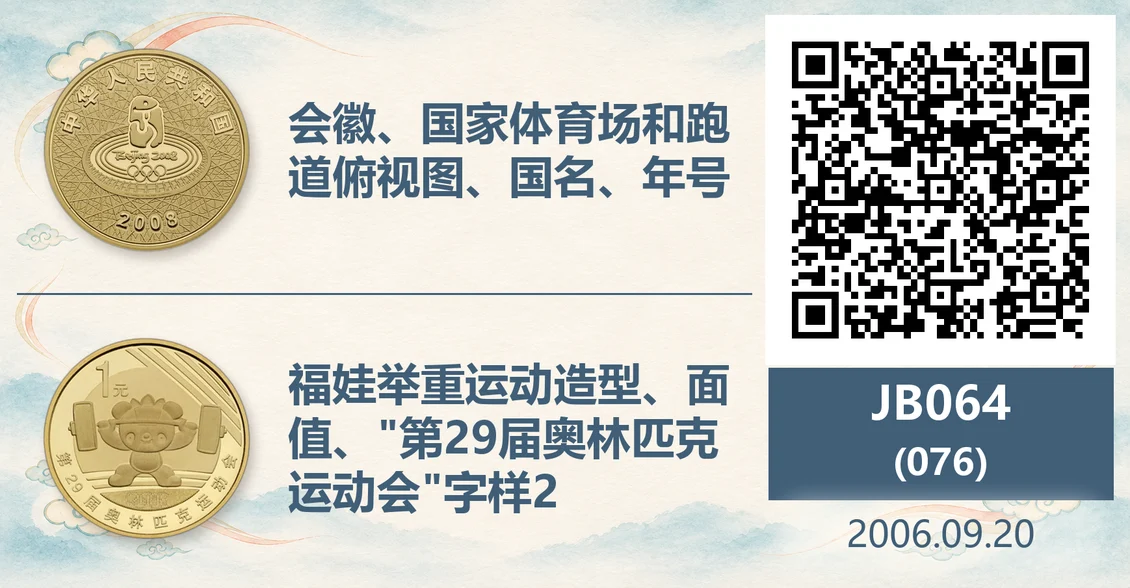 中华人民共和国
Beijing 2008
2008
会徽、国家体育场和跑
道俯视图、国名、年号
1元
第29届奥林匹克运动会
福娃举重运动造型、面
值、"第29届奥林匹克
运动会"字样2
JB064
(076)
2006.09.20